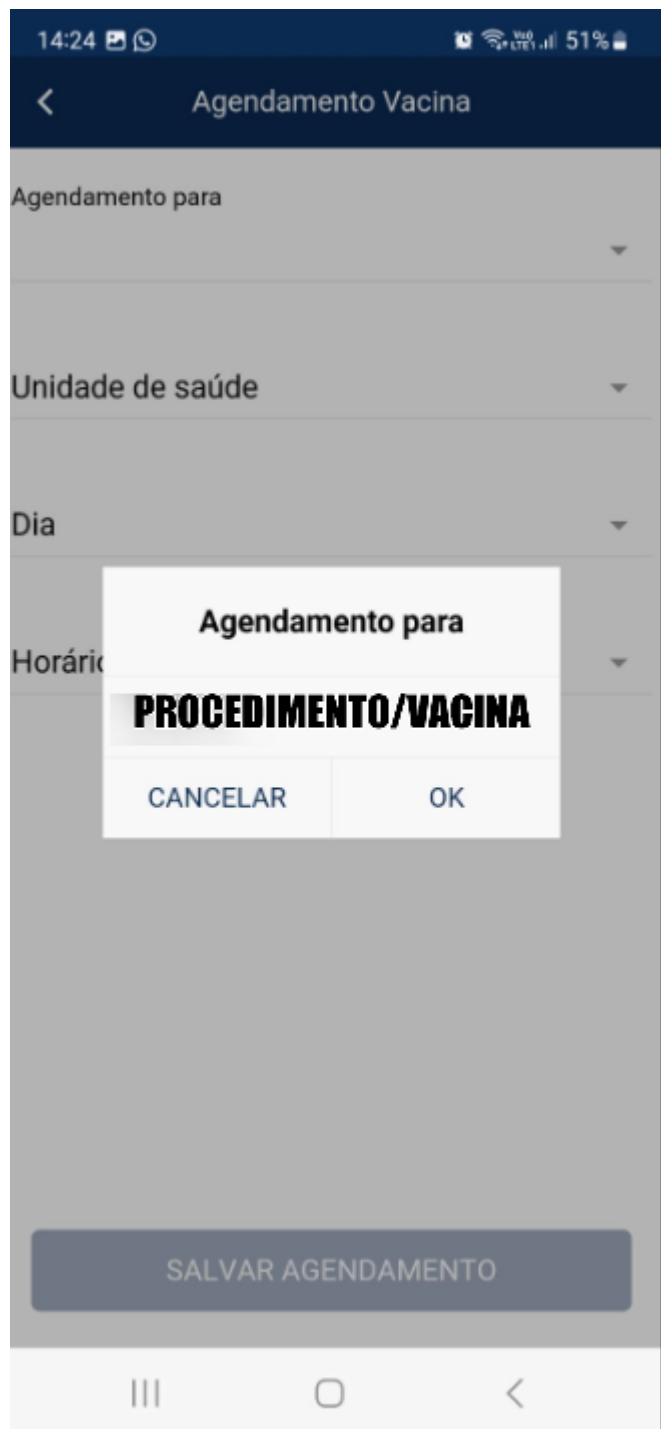 14:24 51%
Agendamento Vacina
Agendamento para
Unidade de saúde
Dia
Agendamento para
Horário
PROCEDIMENTO/VACINA
CANCELAR OK
SALVAR AGENDAMENTO